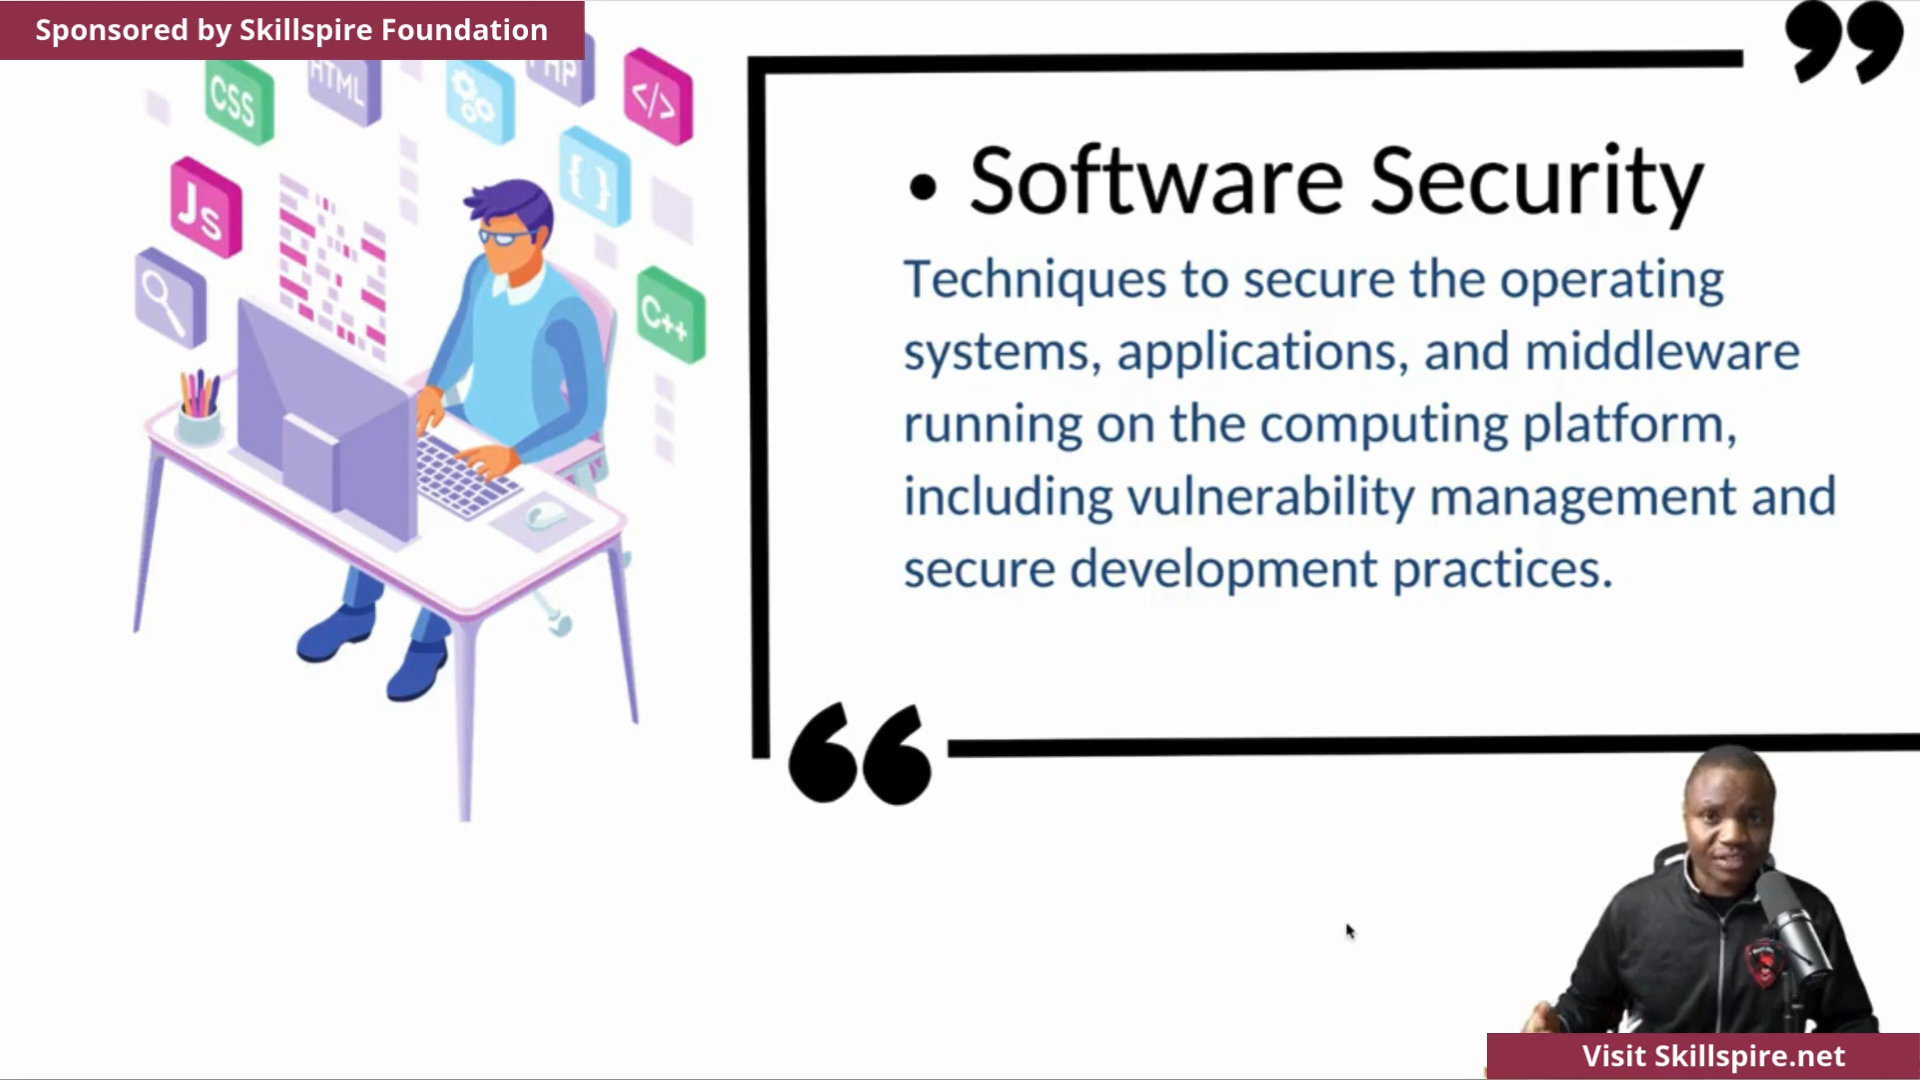 Sponsored by Skillspire Foundation
CSS
HTML
PHP
</>
Js
{ }
C++
• Software Security
Techniques to secure the operating
systems, applications, and middleware
running on the computing platform,
including vulnerability management and
secure development practices.
Visit Skillspire.net